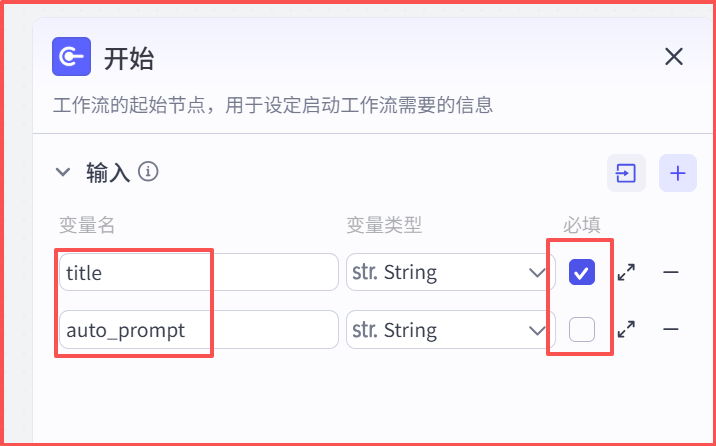 开始
工作流的起始节点，用于设定启动工作流需要的信息
输入
变量名 变量类型 必填
title str. String
auto_prompt str. String